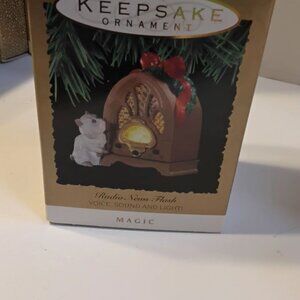 KEEPSAKE
ORNAMENT
Radio News Flash
VOICE, SOUND AND LIGHT!
MAGIC